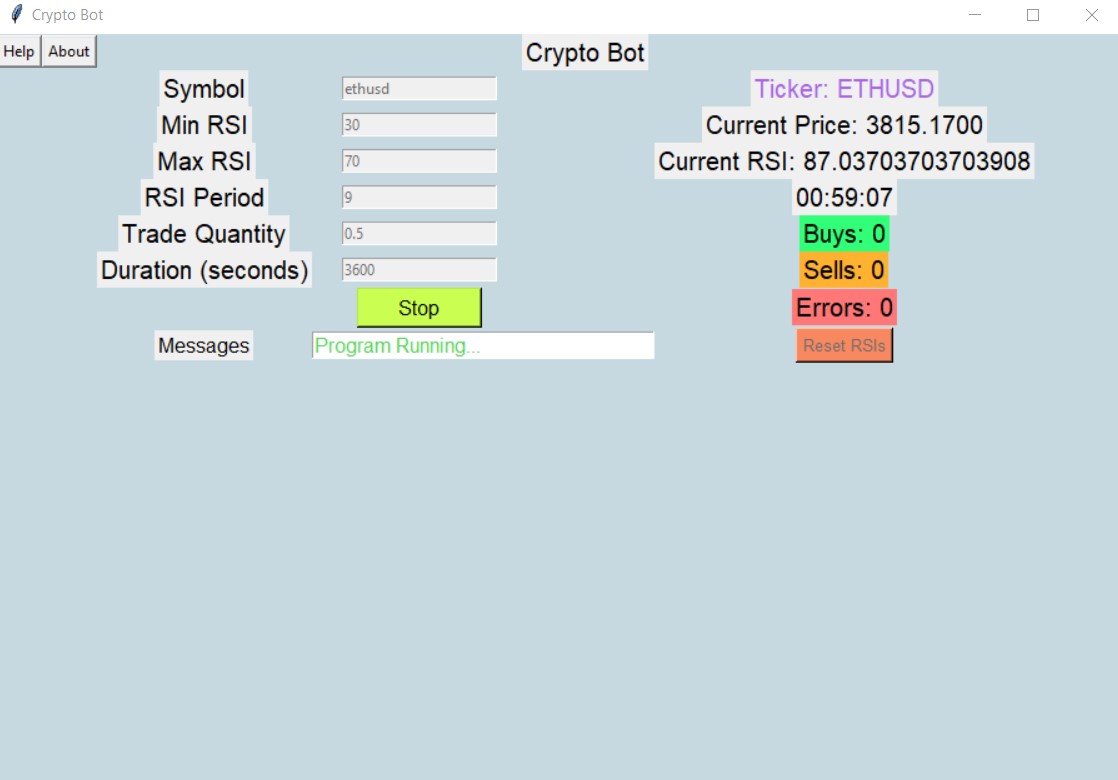 Crypto Bot
Help About
Crypto Bot
Symbol ethusd
Ticker: ETHUSD
Min RSI 30
Current Price: 3815.1700
Max RSI 70
Current RSI: 87.03703703703908
RSI Period 9
00:59:07
Trade Quantity 0.5
Buys: 0
Duration (seconds) 3600
Sells: 0
Stop
Errors: 0
Messages Program Running...
Reset RSIs